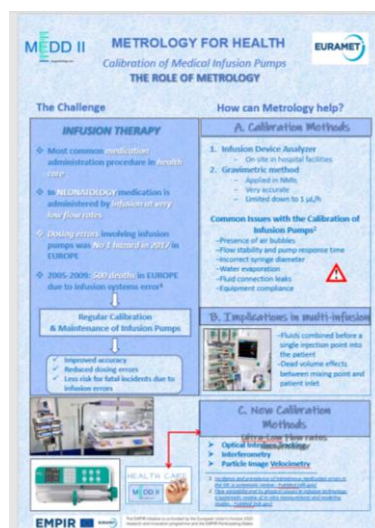 MEDD II
METROLOGY FOR HEALTH
Calibration of Medical Infusion Pumps
THE ROLE OF METROLOGY
EURAMET
The Challenge
INFUSION THERAPY
❖ Most common medication
administration procedure in health
care
❖ In NEONATOLOGY medication is
administered by infusion at very
low flow rates
❖ Dosing errors involving infusion
pumps was No 1 hazard in 2017 in
EUROPE
❖ 2005-2009: 500 deaths in EUROPE
due to infusion systems error¹
Regular Calibration
& Maintenance of Infusion Pumps
✓ Improved accuracy
✓ Reduced dosing errors
✓ Less risk for fatal incidents due to
infusion errors
HEALTH CARE
MEDD II
How can Metrology help?
A. Calibration Methods
1. Infusion Device Analyzer
- On site in hospital facilities
2. Gravimetric method
- Applied in NMIs
- Very accurate
- Limited down to 1 μL/h
Common Issues with the Calibration of
Infusion Pumps²
-Presence of air bubbles
-Flow stability and pump response time
-Incorrect syringe diameter
-Water evaporation
-Fluid connection leaks
-Equipment compliance
B. Implications in multi-infusion
-Fluids combined before a
single injection point into
the patient
-Dead volume effects
between mixing point and
patient inlet
C. New Calibration
Methods
Ultra-Low Flow rates
➤ Optical Tracking
➤ Interferometry
➤ Particle Image Velocimetry
EMPIR
EURAMET